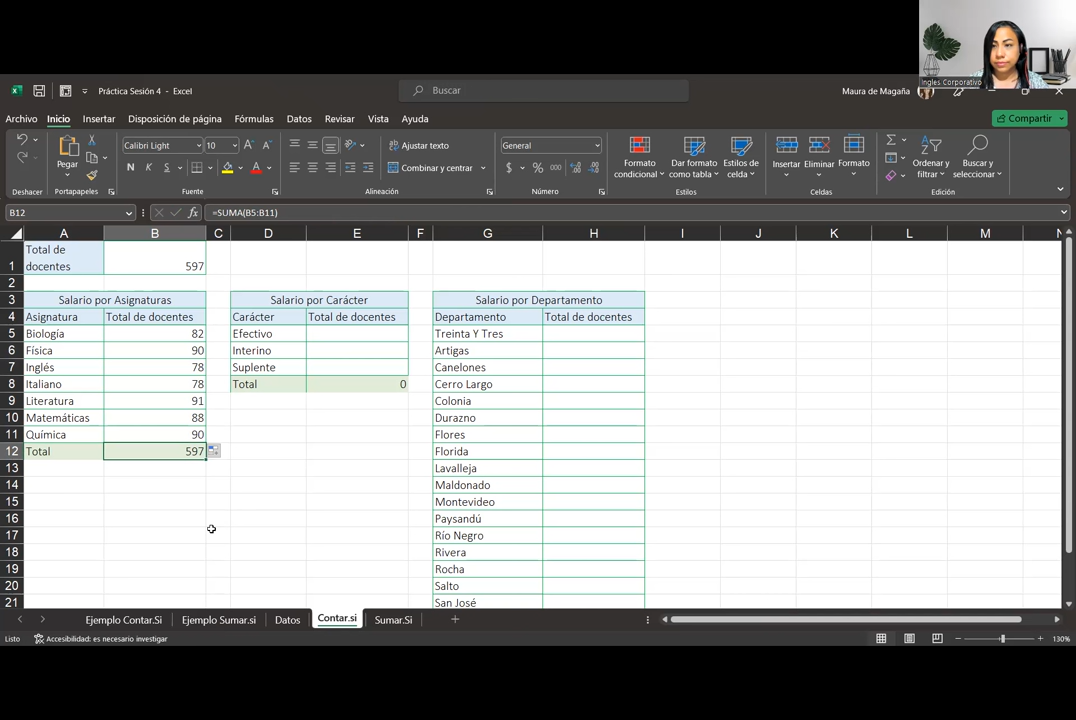 Ingles Corporativo
Práctica Sesión 4 - Excel
Buscar
Maura de Magaña
Archivo Inicio Insertar Disposición de página Fórmulas Datos Revisar Vista Ayuda
Compartir
Calibri Light 10
Ajustar texto
General
Pegar
N K S
Combinar y centrar
$ % 000
Formato condicional
Dar formato como tabla
Estilos de celda
Insertar Eliminar Formato
Ordenar y filtrar
Buscar y seleccionar
Deshacer Portapapeles Fuente Alineación Número Estilos Celdas Edición
B12 fx =SUMA(B5:B11)
A B C D E F G H I J K L M N
1 Total de docentes 597
2
3 Salario por Asignaturas Salario por Carácter Salario por Departamento
4 Asignatura Total de docentes Carácter Total de docentes Departamento Total de docentes
5 Biología 82 Efectivo Treinta Y Tres
6 Física 90 Interino Artigas
7 Inglés 78 Suplente Canelones
8 Italiano 78 Total 0 Cerro Largo
9 Literatura 91 Colonia
10 Matemáticas 88 Durazno
11 Química 90 Flores
12 Total 597 Florida
13 Lavalleja
14 Maldonado
15 Montevideo
16 Paysandú
17 Río Negro
18 Rivera
19 Rocha
20 Salto
21 San José
Ejemplo Contar.Si Ejemplo Sumar.si Datos Contar.si Sumar.Si
Listo Accesibilidad: es necesario investigar 130%